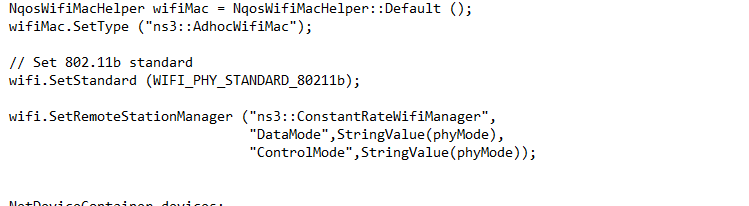 NqosWifiMacHelper wifiMac = NqosWifiMacHelper::Default ();
wifiMac.SetType ("ns3::AdhocWifiMac");
// Set 802.11b standard
wifi.SetStandard (WIFI_PHY_STANDARD_80211b);
wifi.SetRemoteStationManager ("ns3::ConstantRateWifiManager",
"DataMode",StringValue(phyMode),
"ControlMode",StringValue(phyMode));
NetDeviceContainer devices;